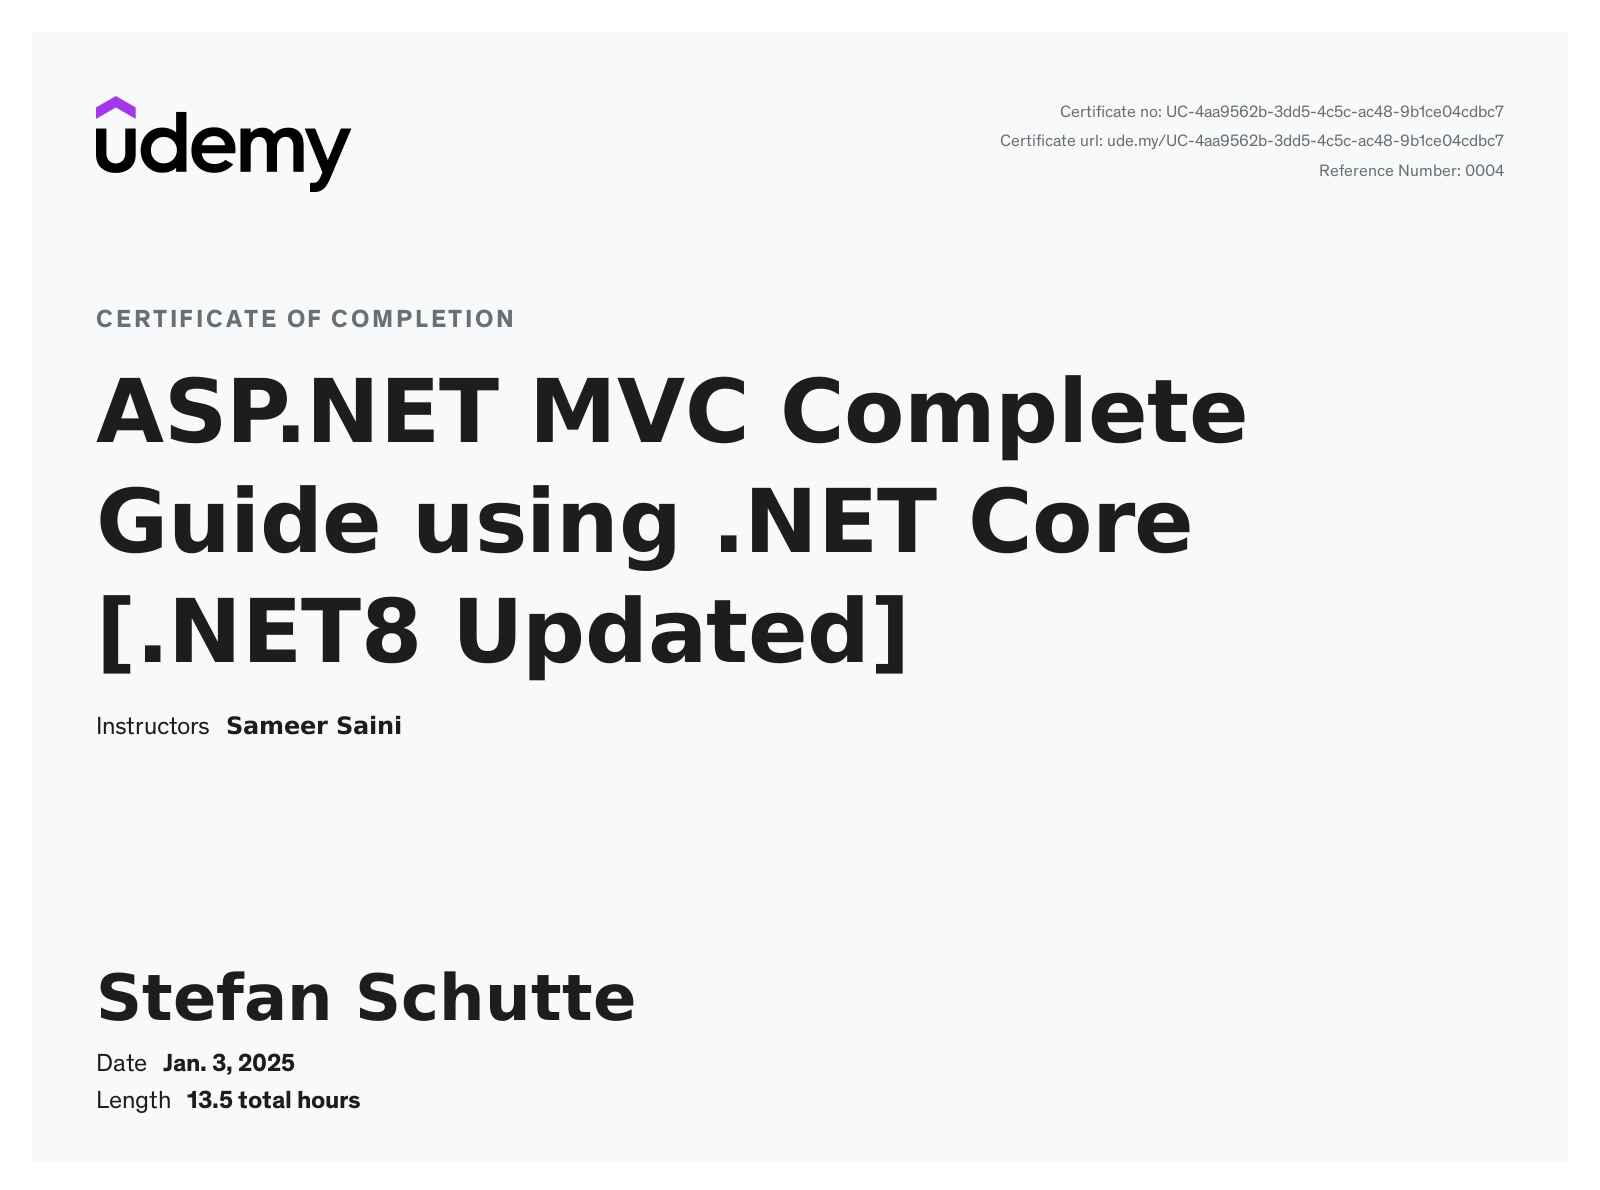 udemy
Certificate no: UC-4aa9562b-3dd5-4c5c-ac48-9b1ce04cdbc7
Certificate url: ude.my/UC-4aa9562b-3dd5-4c5c-ac48-9b1ce04cdbc7
Reference Number: 0004
CERTIFICATE OF COMPLETION
ASP.NET MVC Complete
Guide using .NET Core
[.NET8 Updated]
Instructors Sameer Saini
Stefan Schutte
Date Jan. 3, 2025
Length 13.5 total hours